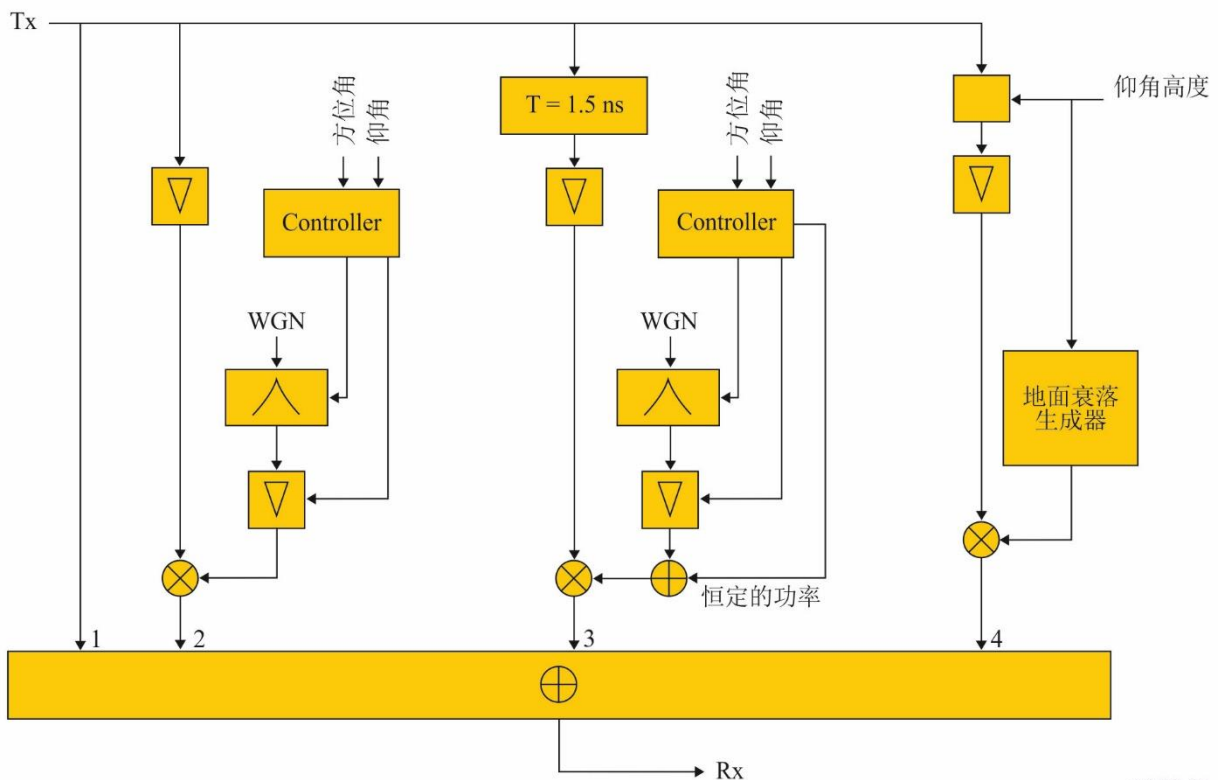 Tx
方位角
仰角
T = 1.5 ns
方位角
仰角
仰角高度
Controller
Controller
WGN
WGN
地面衰落
生成器
恒定的功率
1
2
3
4
Rx